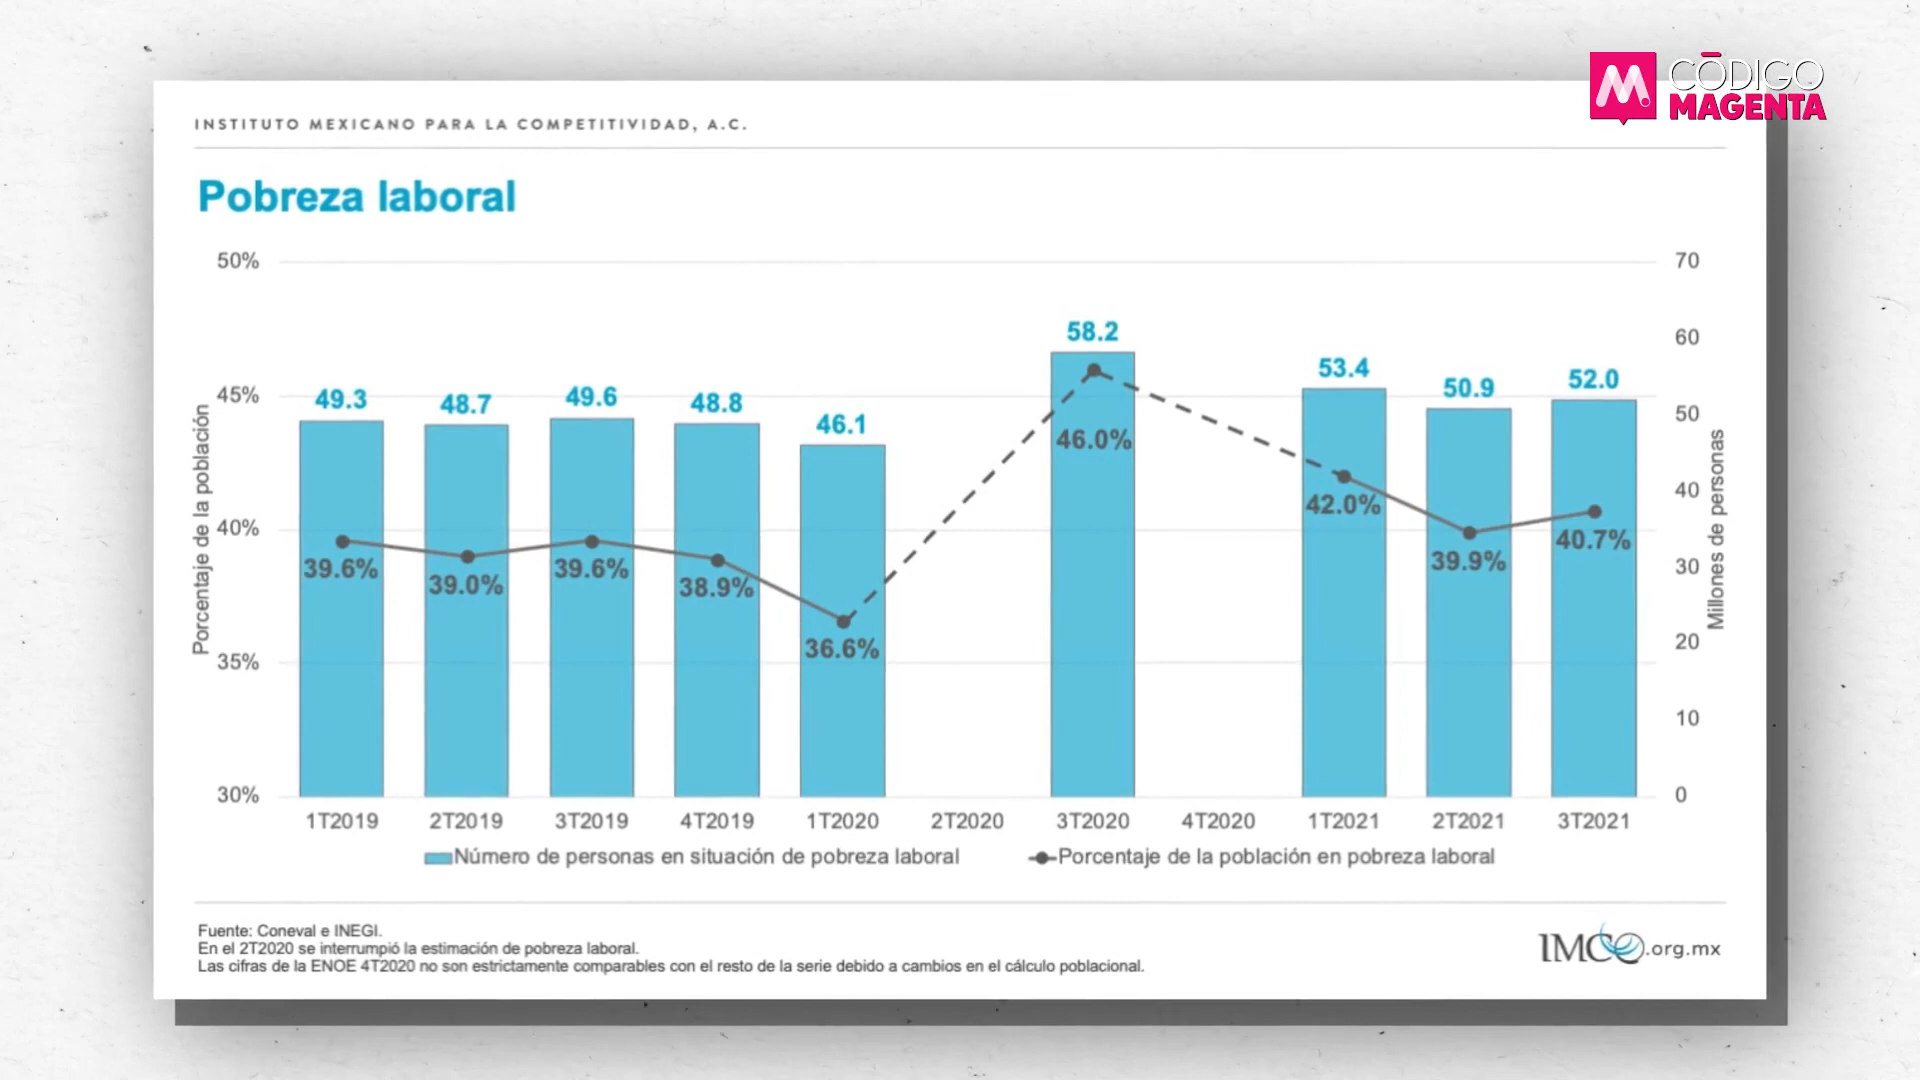 CÓDIGO
MAGENTA
INSTITUTO MEXICANO PARA LA COMPETITIVIDAD, A.C.
Pobreza laboral
50%
45%
40%
35%
30%
Porcentaje de la población
70
60
50
40
30
20
10
0
Millones de personas
49.3
48.7
49.6
48.8
46.1
58.2
53.4
50.9
52.0
39.6%
39.0%
39.6%
38.9%
36.6%
46.0%
42.0%
39.9%
40.7%
1T2019 2T2019 3T2019 4T2019 1T2020 2T2020 3T2020 4T2020 1T2021 2T2021 3T2021
Número de personas en situación de pobreza laboral Porcentaje de la población en pobreza laboral
Fuente: Coneval e INEGI.
En el 2T2020 se interrumpió la estimación de pobreza laboral.
Las cifras de la ENOE 4T2020 no son estrictamente comparables con el resto de la serie debido a cambios en el cálculo poblacional.
IMCO.org.mx